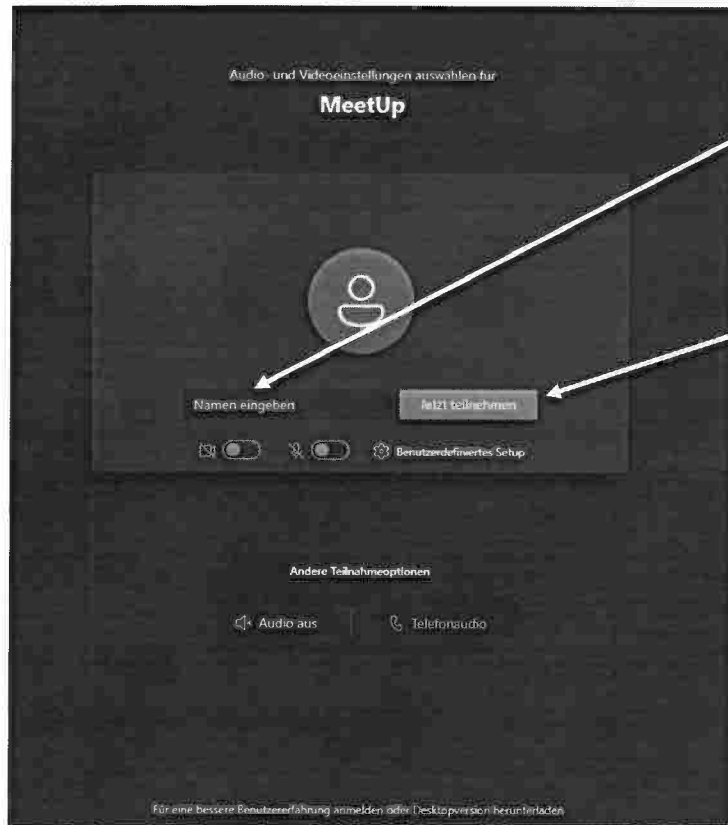 Audio- und Videoeinstellungen auswählen für
MeetUp
Namen eingeben
Jetzt teilnehmen
Benutzerdefiniertes Setup
Andere Teilnahmeoptionen
Audio aus
Telefonaudio
Für eine bessere Benutzererfahrung anmelden oder Desktopversion herunterladen